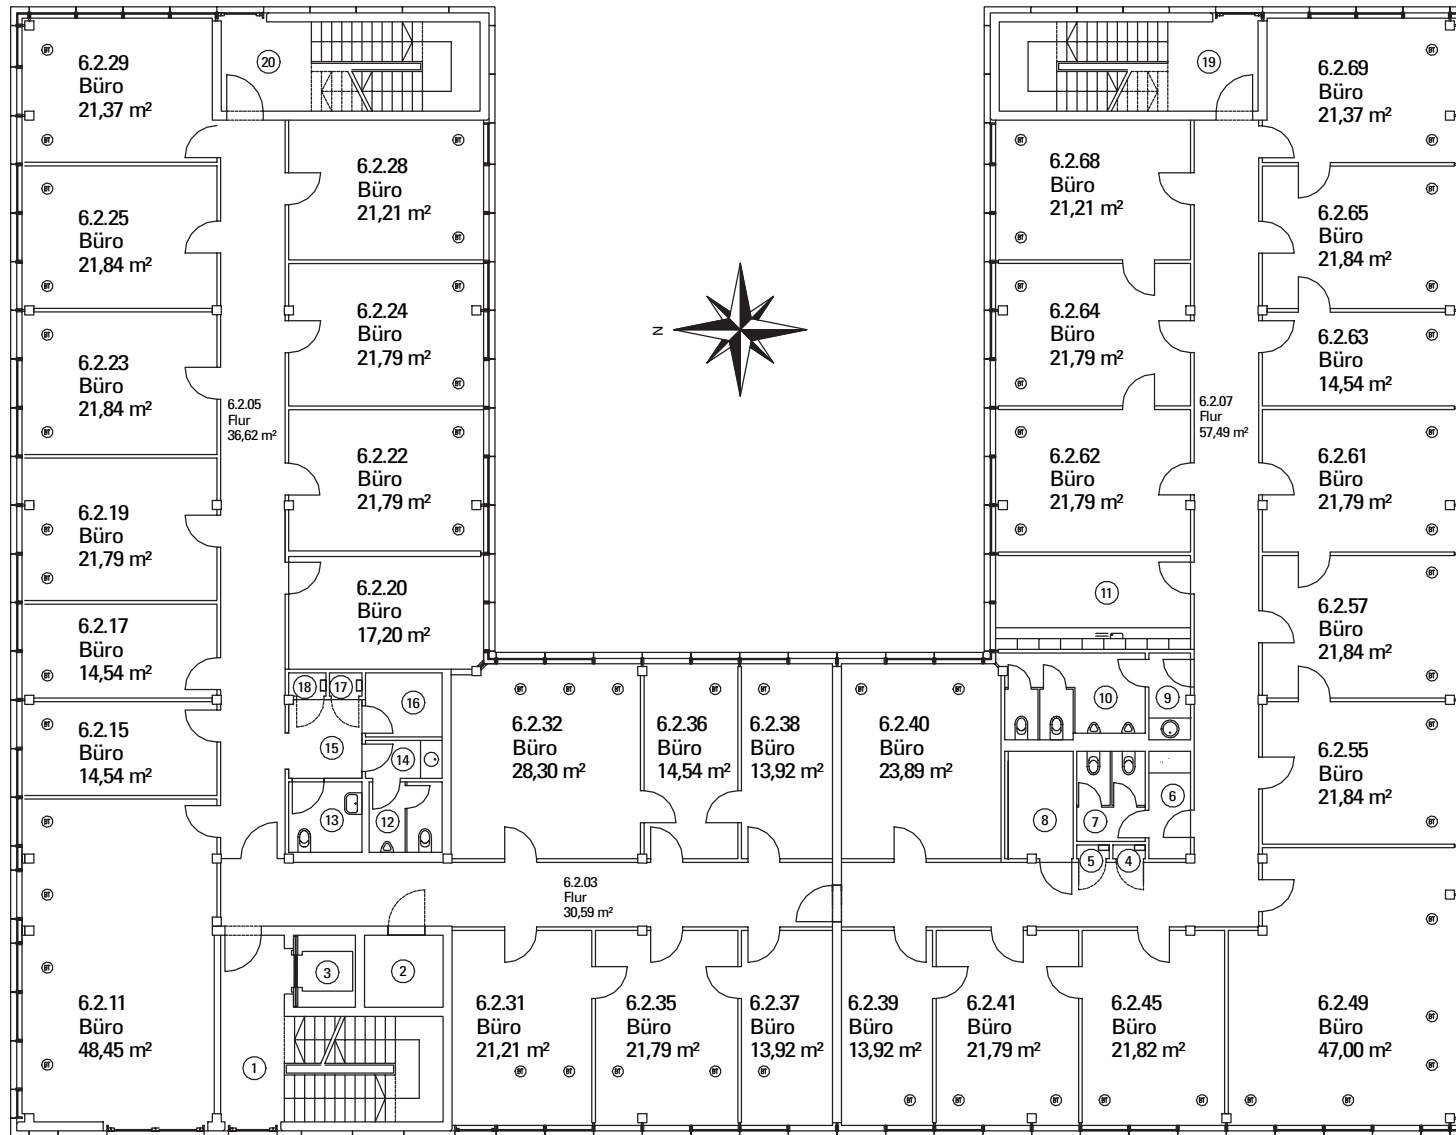 6.2.29
Büro
21,37 m²
20
19
6.2.69
Büro
21,37 m²
6.2.28
Büro
21,21 m²
6.2.68
Büro
21,21 m²
6.2.25
Büro
21,84 m²
6.2.65
Büro
21,84 m²
6.2.24
Büro
21,79 m²
N
6.2.64
Büro
21,79 m²
6.2.63
Büro
14,54 m²
6.2.23
Büro
21,84 m²
6.2.05
Flur
36,62 m²
6.2.07
Flur
57,49 m²
6.2.22
Büro
21,79 m²
6.2.62
Büro
21,79 m²
6.2.61
Büro
21,79 m²
6.2.19
Büro
21,79 m²
6.2.20
Büro
17,20 m²
11
6.2.57
Büro
21,84 m²
6.2.17
Büro
14,54 m²
18
17
16
15
14
13
12
6.2.15
Büro
14,54 m²
6.2.32
Büro
28,30 m²
6.2.36
Büro
14,54 m²
6.2.38
Büro
13,92 m²
6.2.40
Büro
23,89 m²
10
9
8
7
6
5
4
6.2.55
Büro
21,84 m²
6.2.03
Flur
30,59 m²
6.2.11
Büro
48,45 m²
3
2
1
6.2.31
Büro
21,21 m²
6.2.35
Büro
21,79 m²
6.2.37
Büro
13,92 m²
6.2.39
Büro
13,92 m²
6.2.41
Büro
21,79 m²
6.2.45
Büro
21,82 m²
6.2.49
Büro
47,00 m²